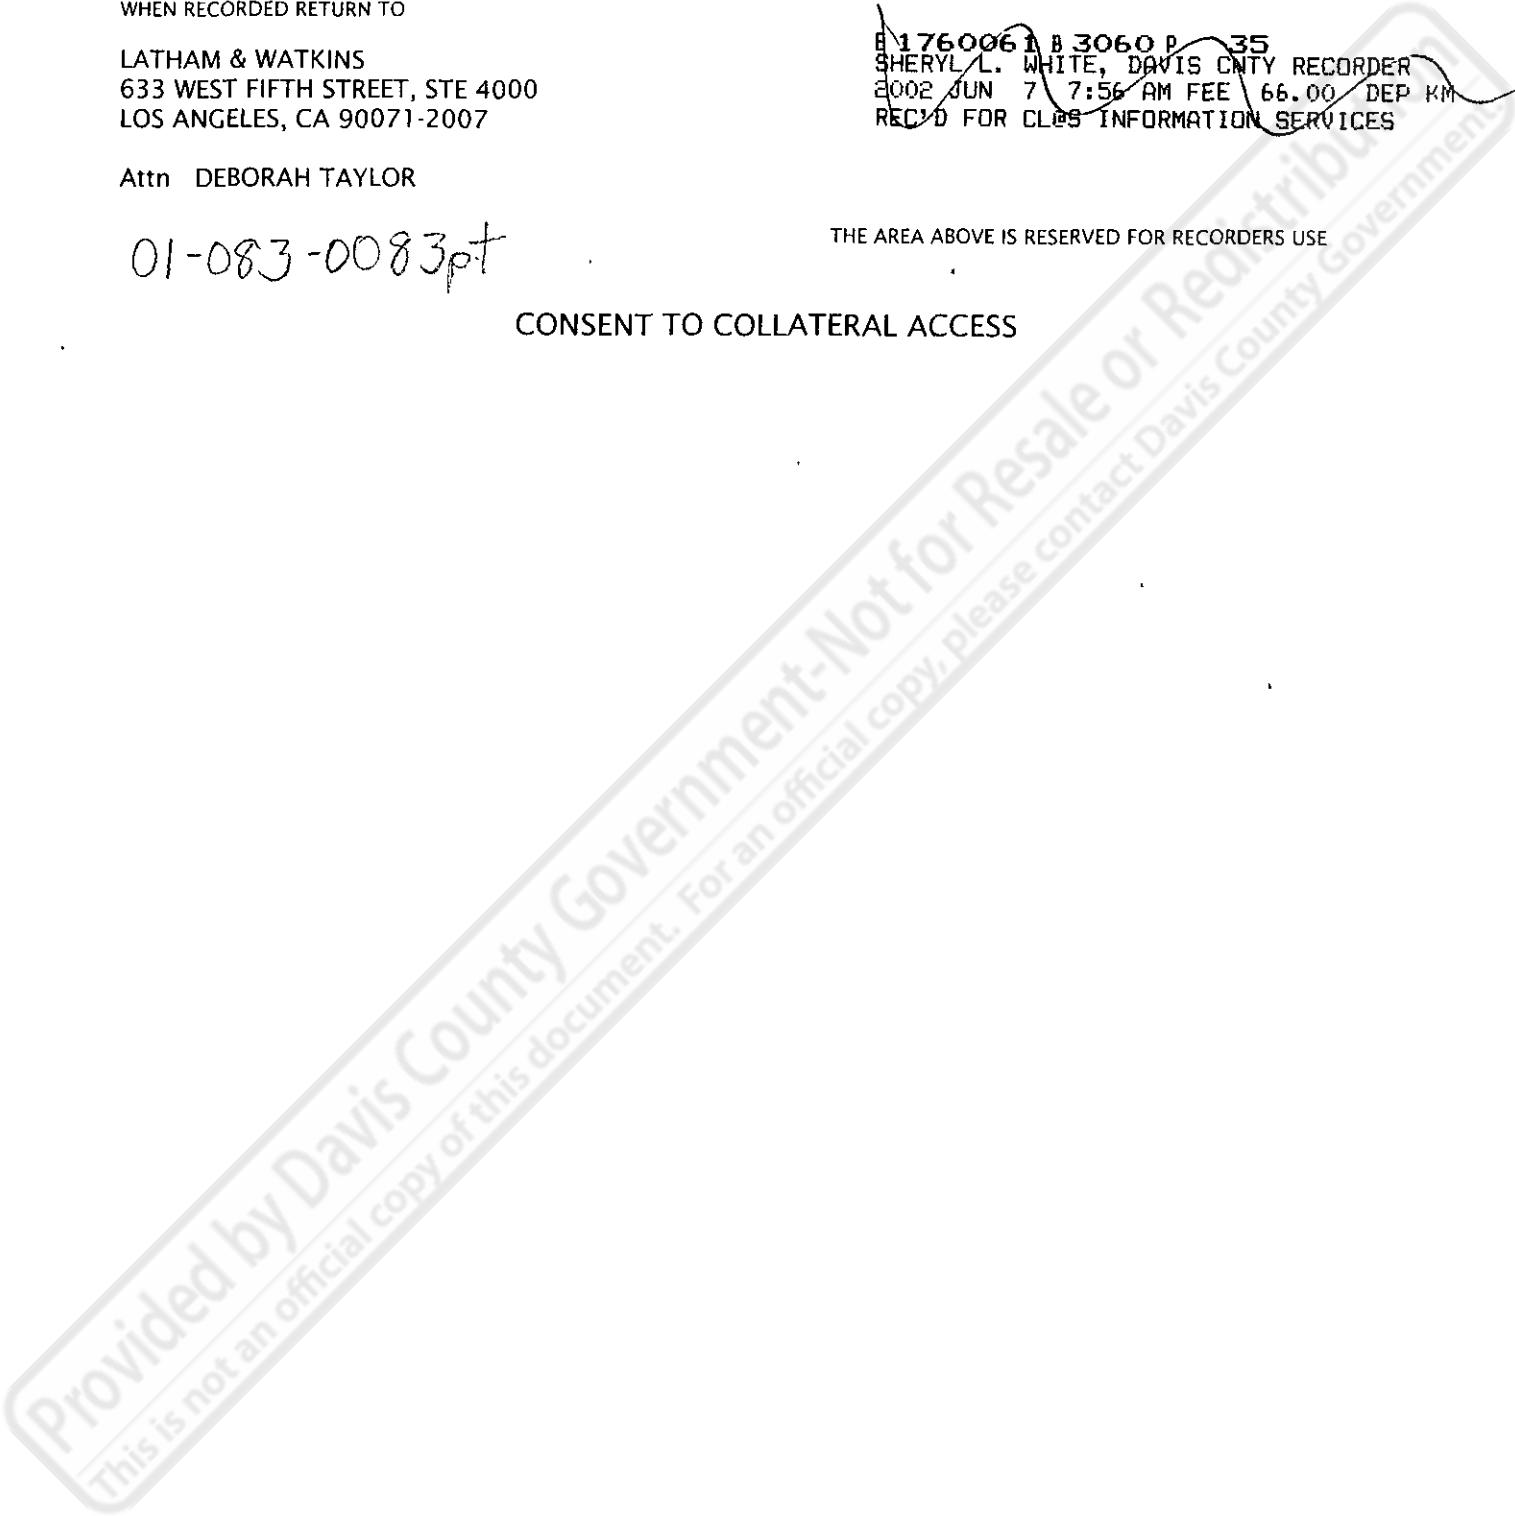 WHEN RECORDED RETURN TO
LATHAM & WATKINS
633 WEST FIFTH STREET, STE 4000
LOS ANGELES, CA 90071-2007
Attn DEBORAH TAYLOR
01-083-0083pt
E 1760061 B 3060 P 35
SHERYL L. WHITE, DAVIS CNTY RECORDER
2002 JUN 7 7:56 AM FEE 66.00 DEP KM
REC'D FOR CL@S INFORMATION SERVICES
THE AREA ABOVE IS RESERVED FOR RECORDERS USE
CONSENT TO COLLATERAL ACCESS
Provided by Davis County Government-Not for Resale or Redistribution
This is not an official copy of this document. For an official copy, please contact Davis County Government.